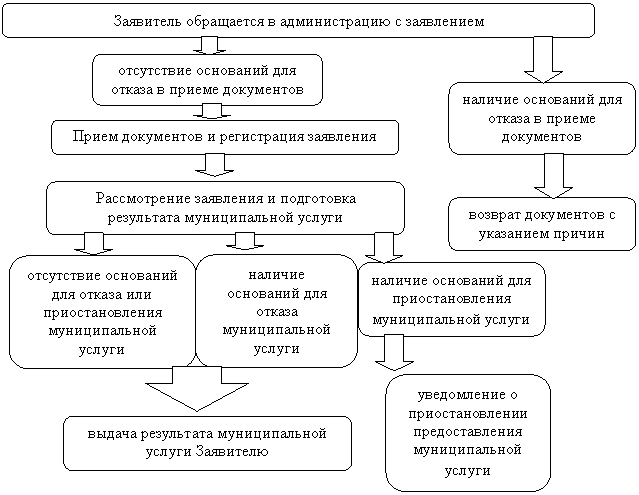 Заявитель обращается в администрацию с заявлением
отсутствие оснований для
отказа в приеме документов
наличие оснований для
отказа в приеме
документов
Прием документов и регистрация заявления
Рассмотрение заявления и подготовка
результата муниципальной услуги
возврат документов с
указанием причин
отсутствие оснований
для отказа или
приостановления
муниципальной
услуги
наличие
оснований для
отказа
муниципальной
услуги
наличие оснований для
приостановления
муниципальной услуги
выдача результата муниципальной
услуги Заявителю
уведомление о
приостановлении
предоставления
муниципальной
услуги